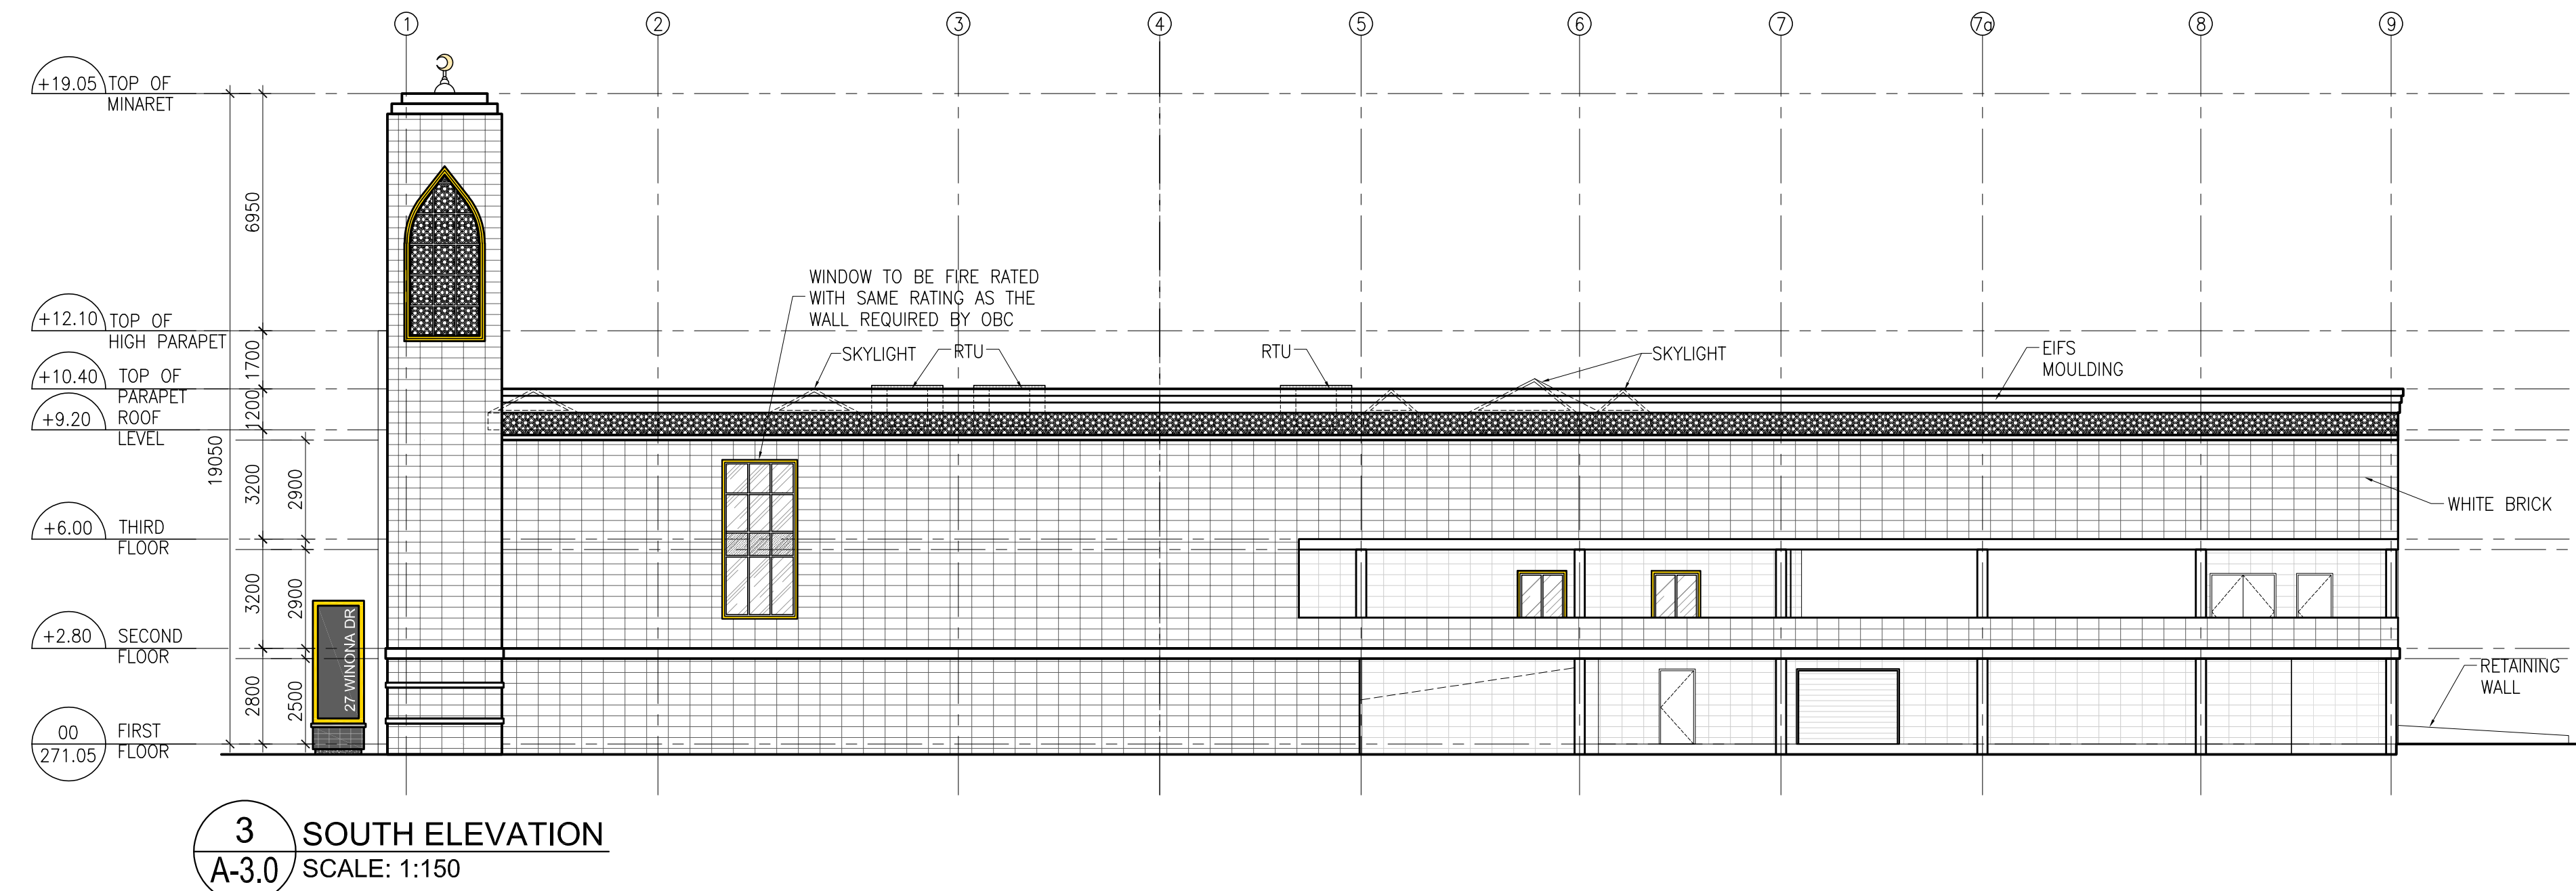 1
2
3
4
5
6
7
7a
8
9
+19.05 TOP OF
MINARET
6950
WINDOW TO BE FIRE RATED
WITH SAME RATING AS THE
WALL REQUIRED BY OBC
+12.10 TOP OF
HIGH PARAPET
1700
SKYLIGHT
RTU
RTU
SKYLIGHT
EIFS
MOULDING
+10.40 TOP OF
PARAPET
1200
+9.20 ROOF
LEVEL
19050
3200
2900
WHITE BRICK
+6.00 THIRD
FLOOR
3200
2900
+2.80 SECOND
FLOOR
27 WINONA DR
RETAINING
WALL
2800
2500
00 FIRST
271.05 FLOOR
3 SOUTH ELEVATION
A-3.0 SCALE: 1:150